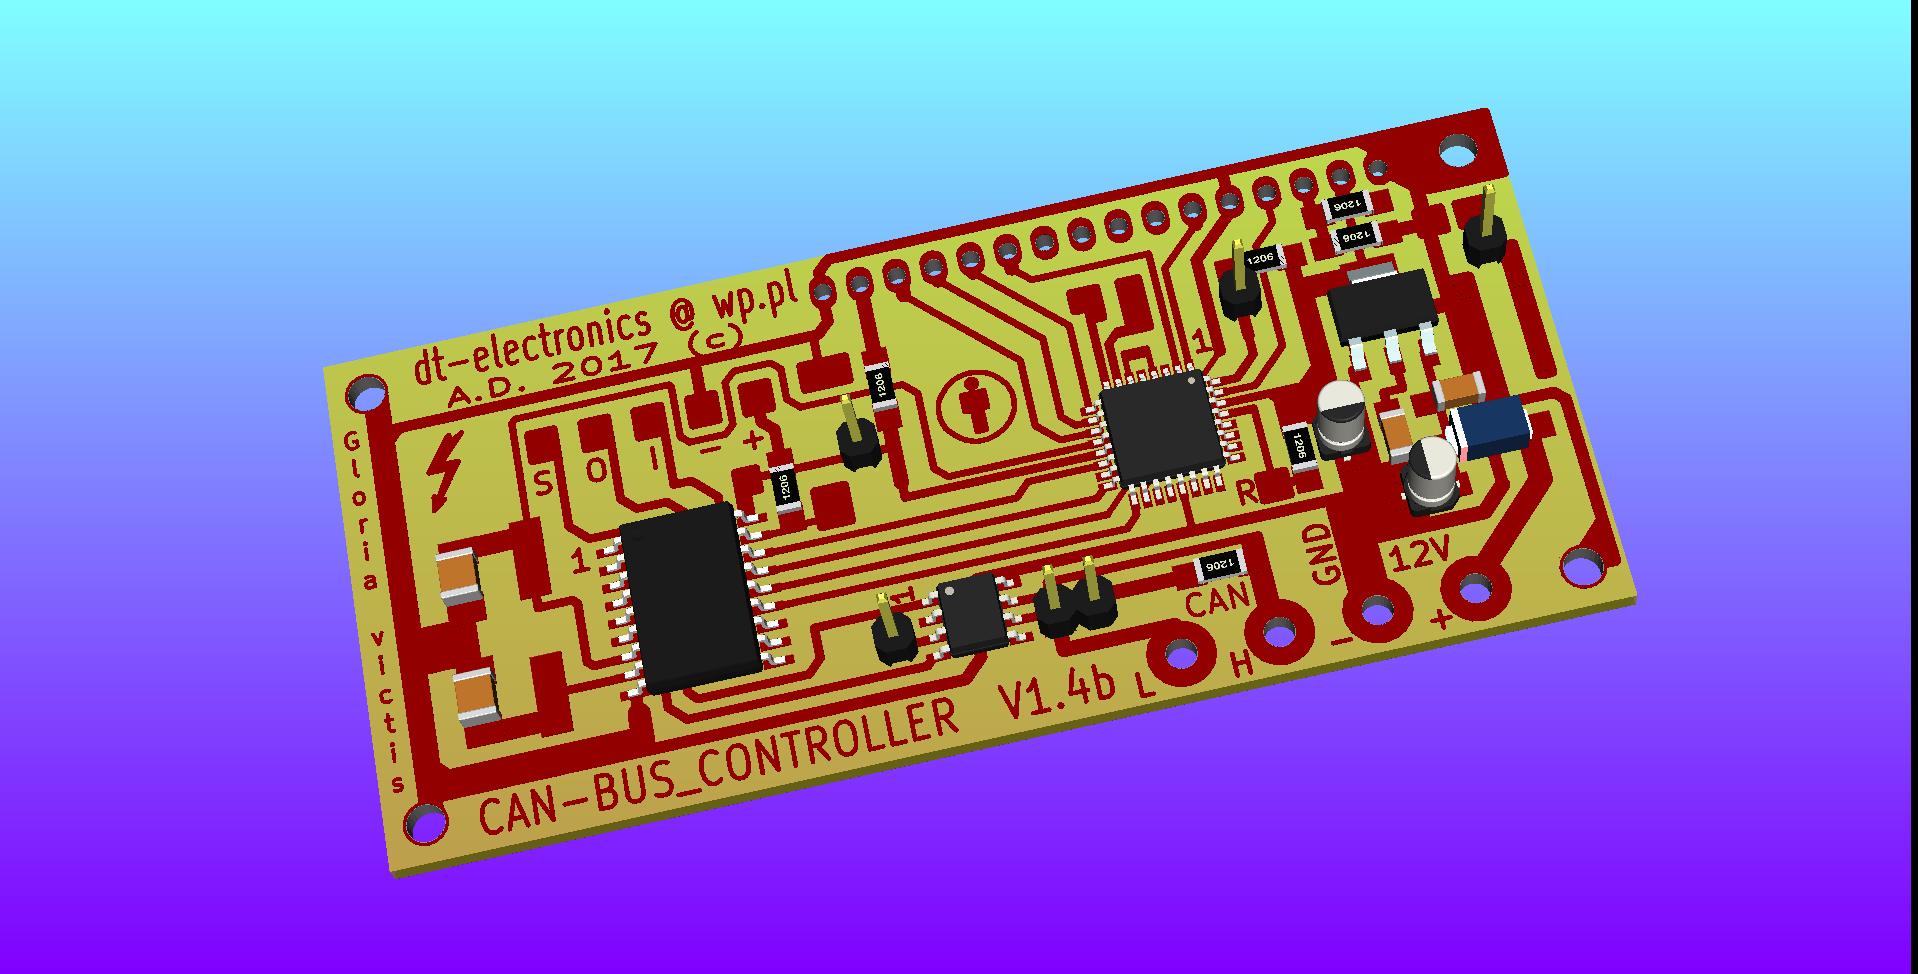 dt-electronics @ wp.pl
A.D. 2017 (c)
Gloria victis
S O I - +
1
1
1
1
R
1206
1206
1206
1206
1206
1206
1206
GND
12V
CAN
- +
L H
CAN-BUS_CONTROLLER V1.4b